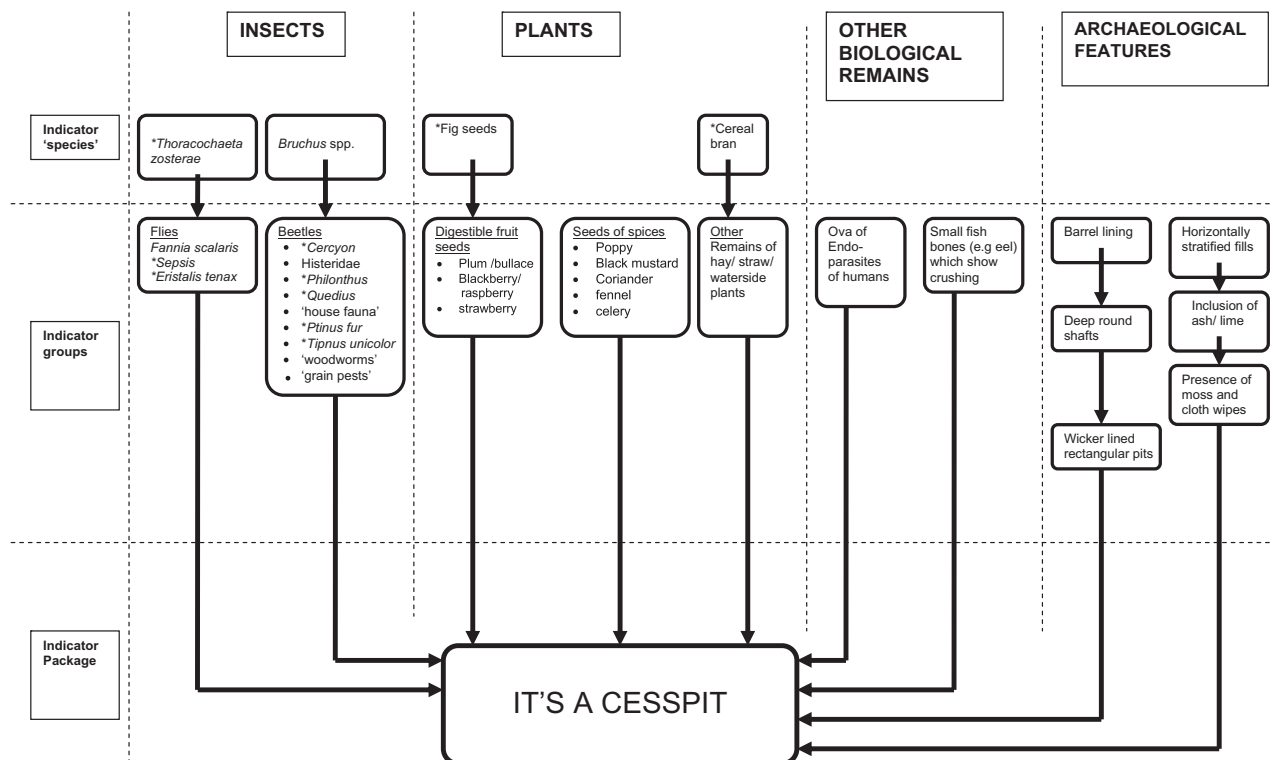 INSECTS
PLANTS
OTHER
BIOLOGICAL
REMAINS
ARCHAEOLOGICAL
FEATURES
Indicator
‘species’
*Thoracochaeta
zosterae
Bruchus spp.
*Fig seeds
*Cereal
bran
Indicator
groups
Flies
Fannia scalaris
*Sepsis
*Eristalis tenax
Beetles
• *Cercyon
• Histeridae
• *Philonthus
• *Quedius
• ‘house fauna’
• *Ptinus fur
• *Tipnus unicolor
• ‘woodworms’
• ‘grain pests’
Digestible fruit
seeds
• Plum /bullace
• Blackberry/
raspberry
• strawberry
Seeds of spices
• Poppy
• Black mustard
• Coriander
• fennel
• celery
Other
Remains of
hay/ straw/
waterside
plants
Ova of
Endo-
parasites
of humans
Small fish
bones (e.g eel)
which show
crushing
Barrel lining
Deep round
shafts
Wicker lined
rectangular pits
Horizontally
stratified fills
Inclusion of
ash/ lime
Presence of
moss and
cloth wipes
Indicator
Package
IT’S A CESSPIT